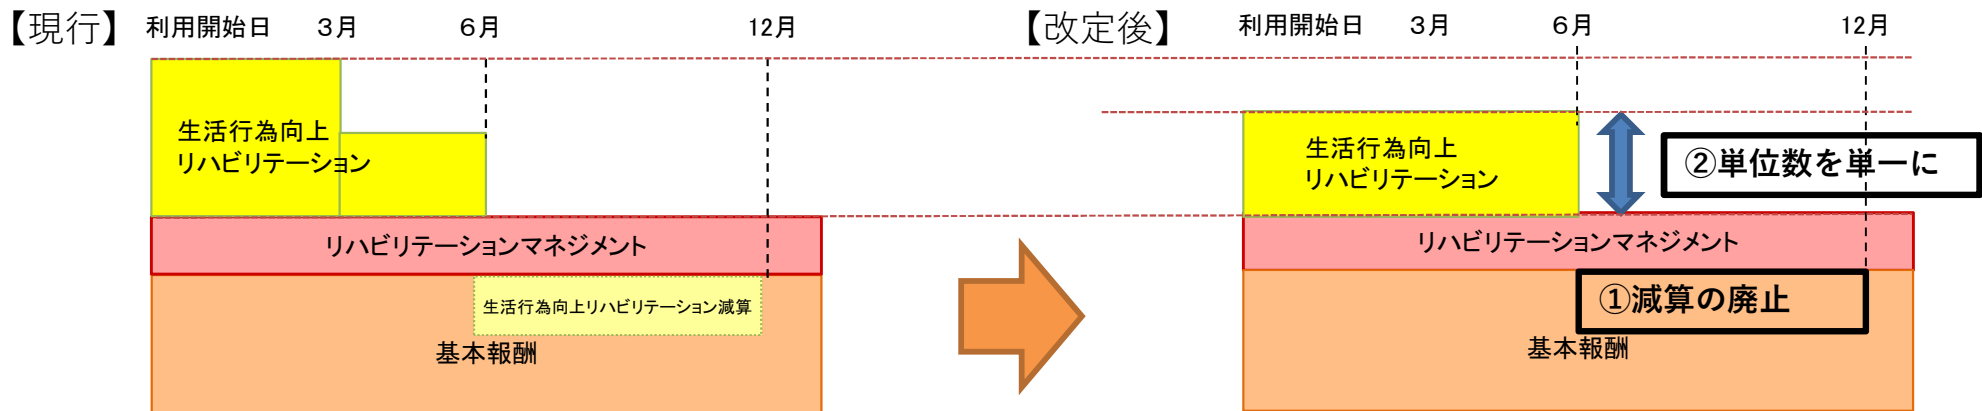 【現行】
利用開始日 ３月 ６月 12月
生活行為向上
リハビリテーション
リハビリテーションマネジメント
生活行為向上リハビリテーション減算
基本報酬
【改定後】
利用開始日 ３月 ６月 12月
生活行為向上
リハビリテーション
②単位数を単一に
リハビリテーションマネジメント
①減算の廃止
基本報酬